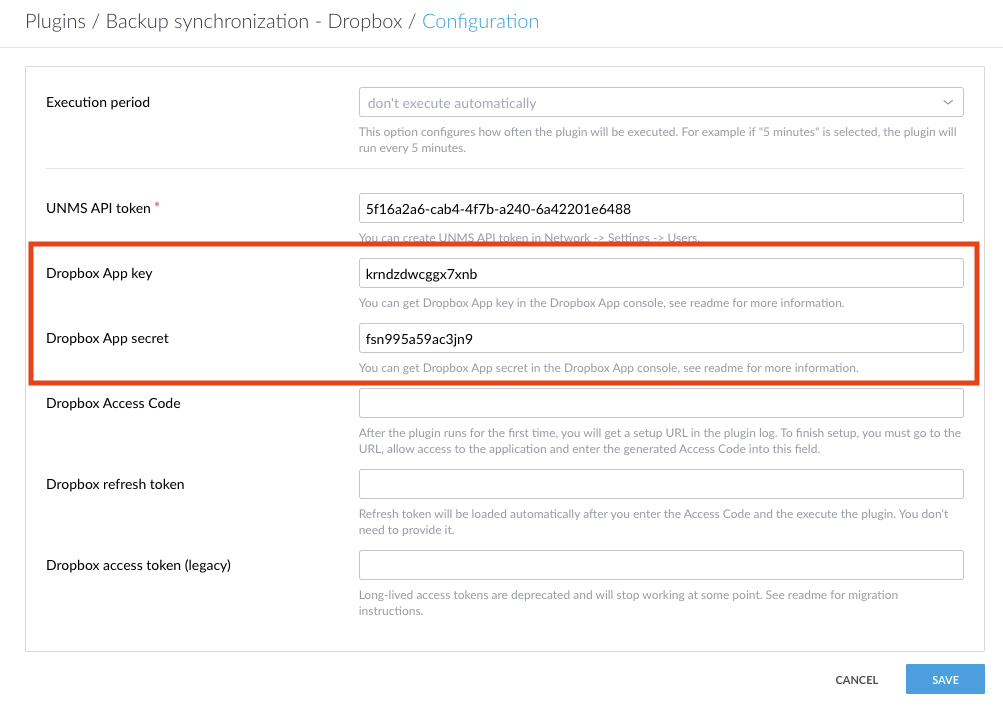 Plugins / Backup synchronization - Dropbox / Configuration
Execution period
don't execute automatically
This option configures how often the plugin will be executed. For example if "5 minutes" is selected, the plugin will
run every 5 minutes.
UNMS API token *
5f16a2a6-cab4-4f7b-a240-6a42201e6488
You can create UNMS API token in Network -> Settings -> Users.
Dropbox App key
krndzdwcggx7xnb
You can get Dropbox App key in the Dropbox App console, see readme for more information.
Dropbox App secret
fsn995a59ac3jn9
You can get Dropbox App secret in the Dropbox App console, see readme for more information.
Dropbox Access Code
After the plugin runs for the first time, you will get a setup URL in the plugin log. To finish setup, you must go to the
URL, allow access to the application and enter the generated Access Code into this field.
Dropbox refresh token
Refresh token will be loaded automatically after you enter the Access Code and the execute the plugin. You don't
need to provide it.
Dropbox access token (legacy)
Long-lived access tokens are deprecated and will stop working at some point. See readme for migration
instructions.
CANCEL
SAVE